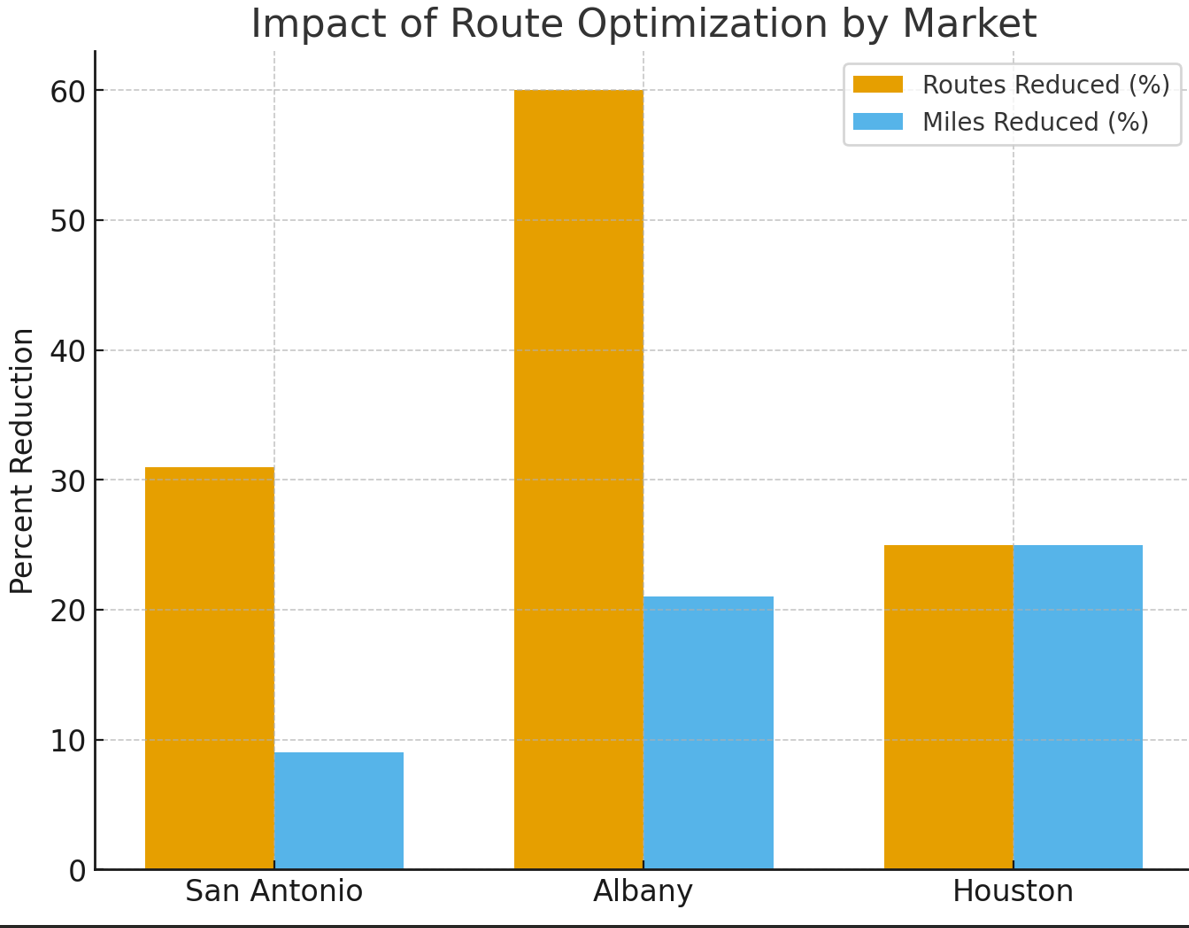 Impact of Route Optimization by Market
Routes Reduced (%)
Miles Reduced (%)
Percent Reduction
60
50
40
30
20
10
0
San Antonio
Albany
Houston